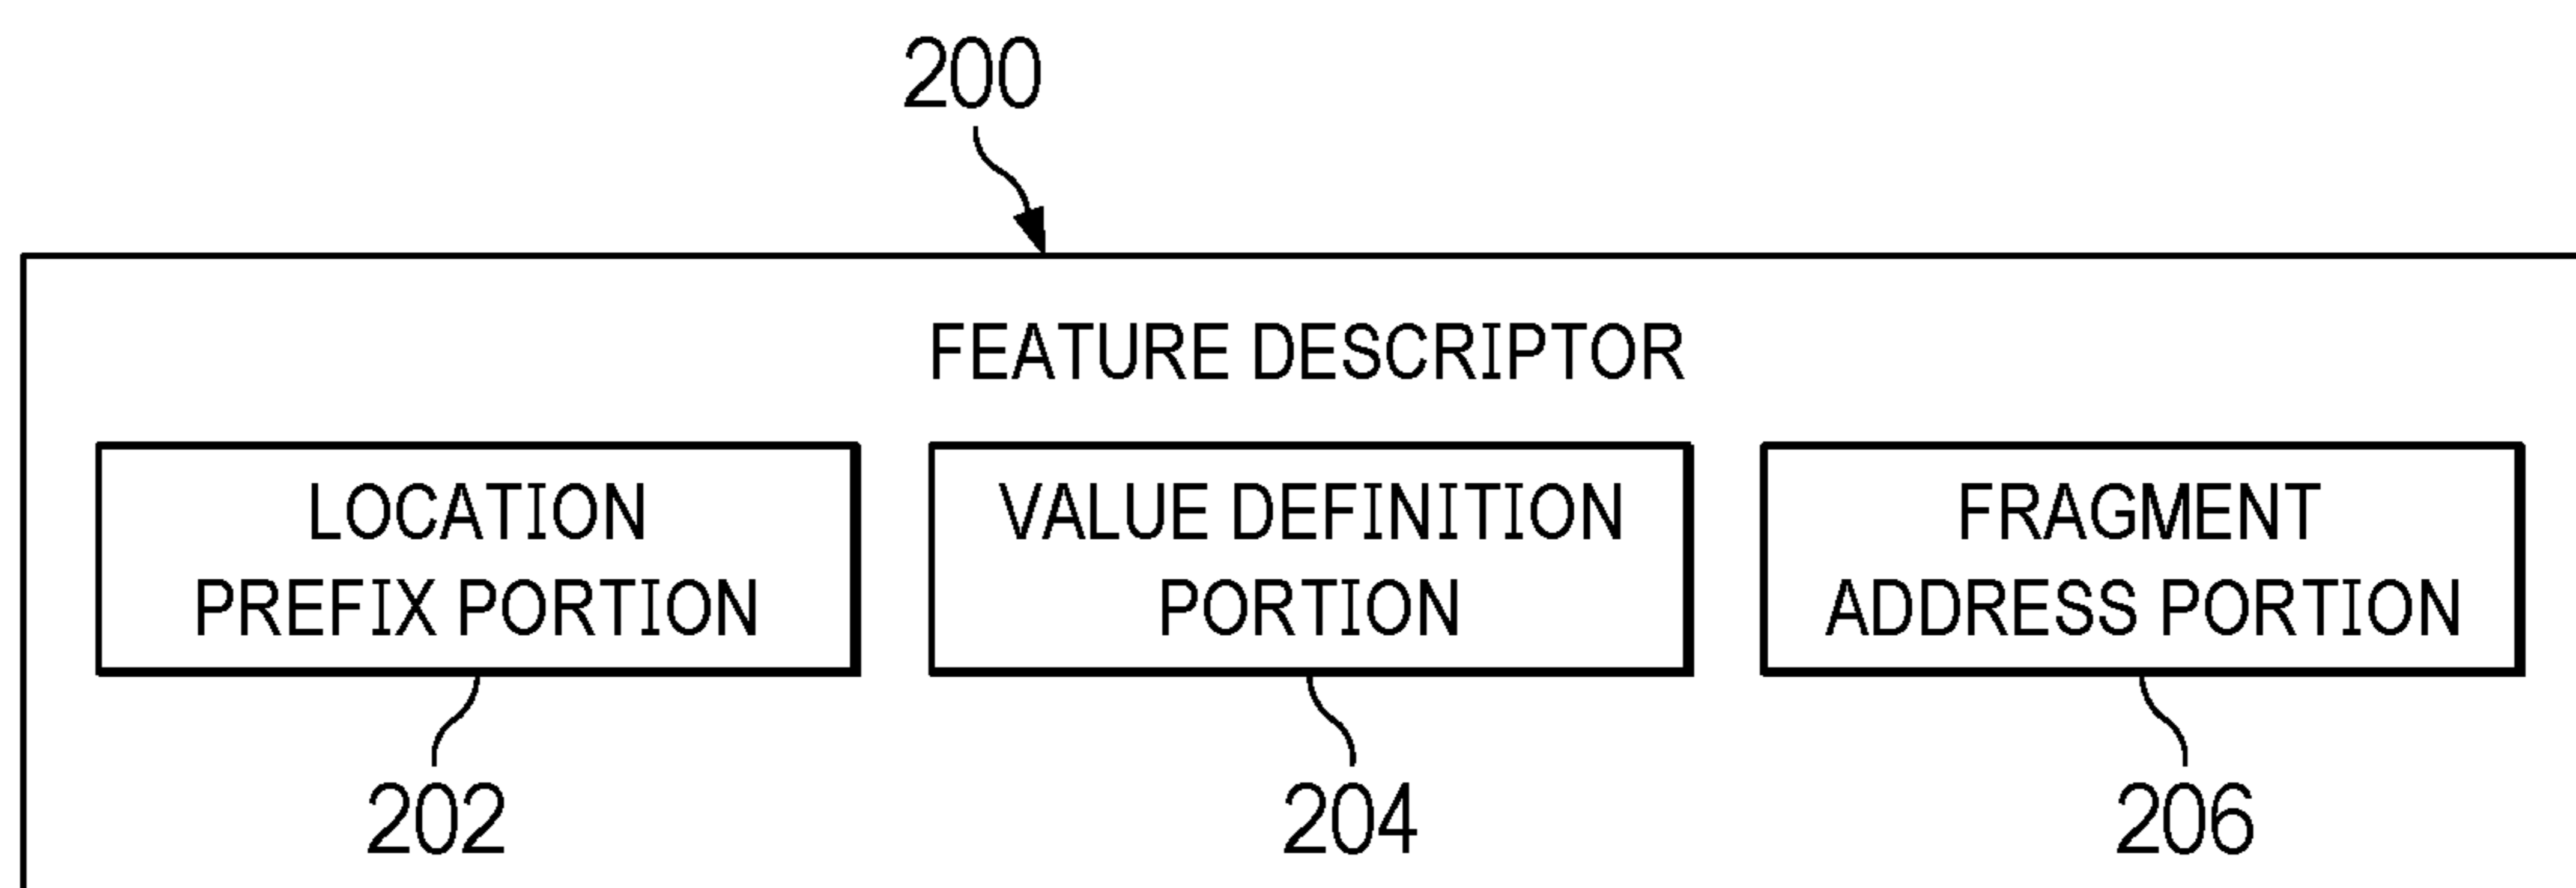 200
FEATURE DESCRIPTOR
LOCATION
PREFIX PORTION
VALUE DEFINITION
PORTION
FRAGMENT
ADDRESS PORTION
202
204
206